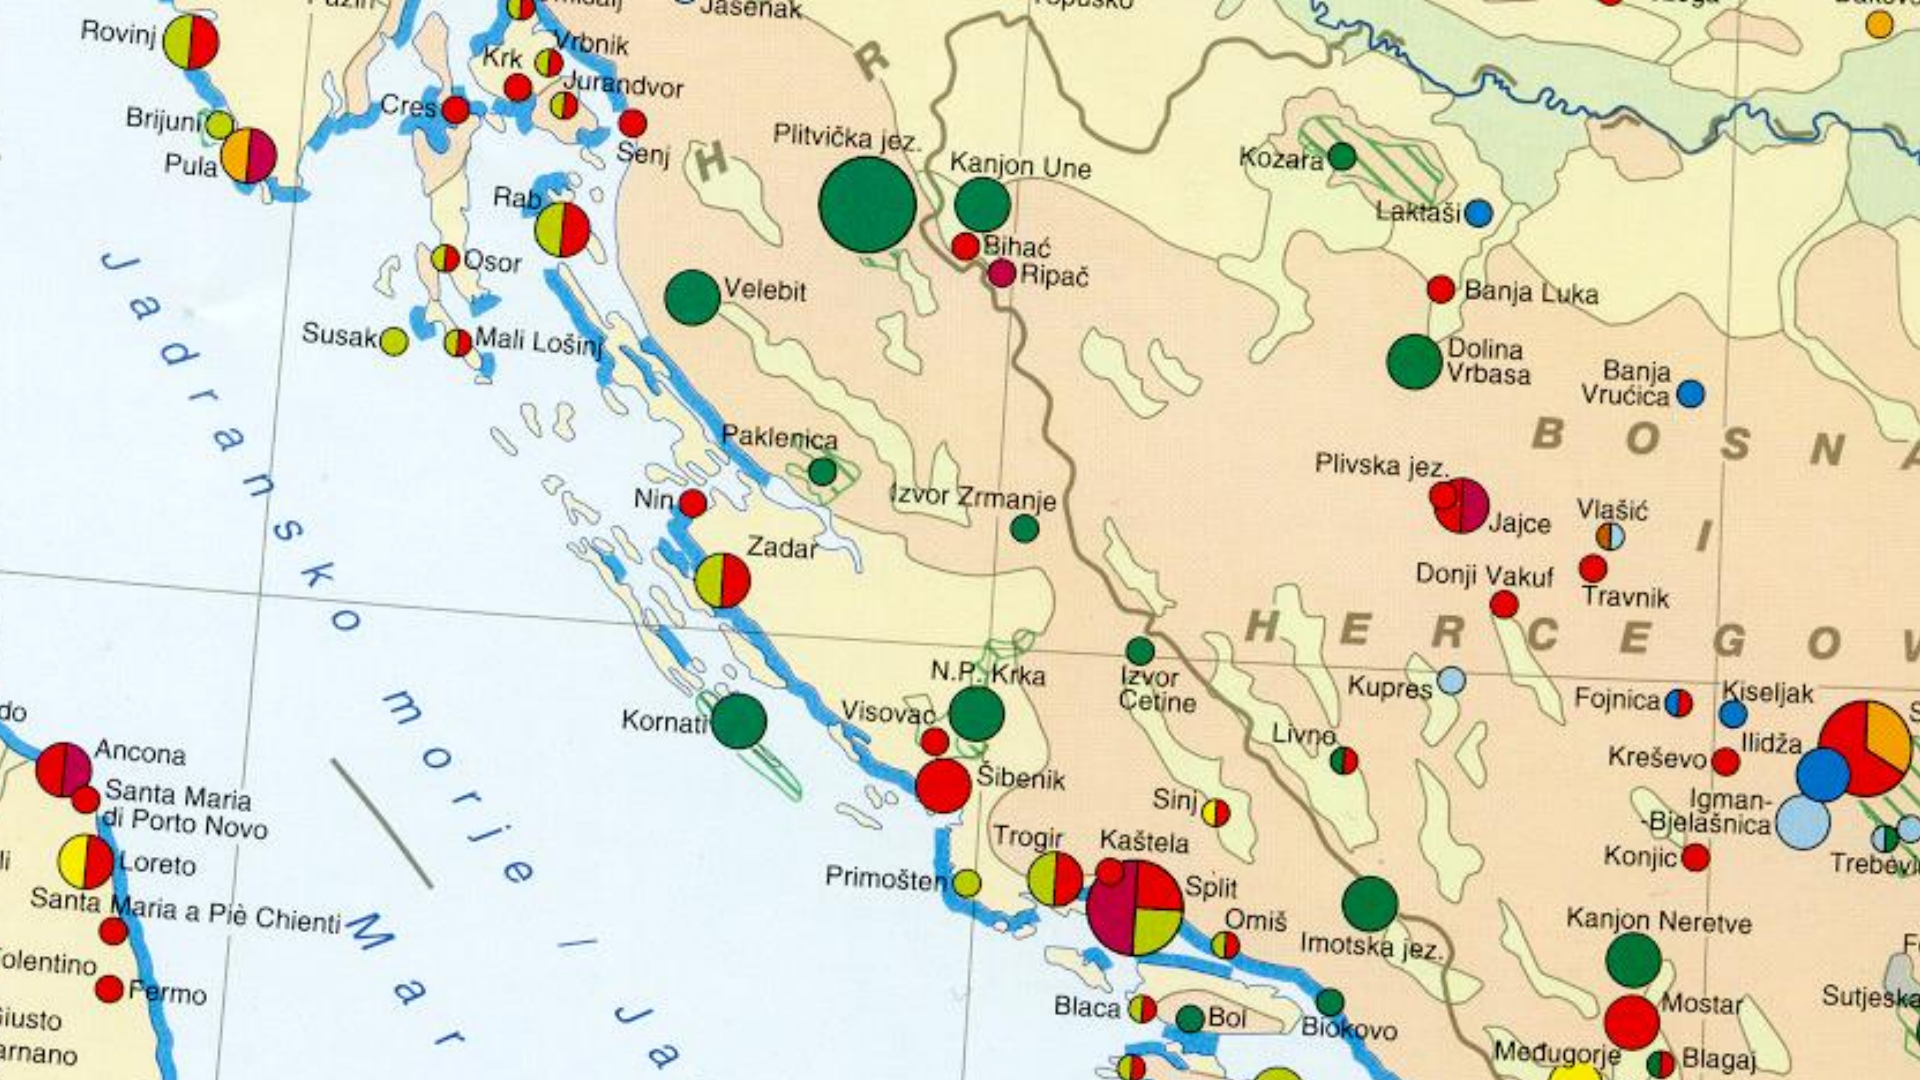 Jasenak
Rovinj
Vrbnik
Krk
Jurandvor
Cres
R
Brijuni
Pula
Senj
H
Plitvička jez.
Kanjon Une
Kozara
Laktaši
Rab
Bihać
Ripač
Osor
Velebit
Banja Luka
Susak
Mali Lošinj
Dolina
Vrbasa
Banja
Vrućica
B O S N A
Paklenica
Plivska jez.
Nin
Izvor Zrmanje
Jajce
Vlašić
I
Zadar
Donji Vakuf
Travnik
H E R C E G O V
Jadransko morje / Ja
N.P. Krka
Izvor
Cetine
Kupres
Fojnica
Kiseljak
Kornati
Visovac
Livno
Ilidža
Kreševo
Ancona
Santa Maria
di Porto Novo
Šibenik
Sinj
Igman-
-Bjelašnica
Loreto
Trogir
Kaštela
Konjic
Primošten
Split
Santa Maria a Piè Chienti
Omiš
Imotska jez.
Kanjon Neretve
Mar
Fermo
Blaca
Bol
Biokovo
Mostar
Međugorje
Blagaj